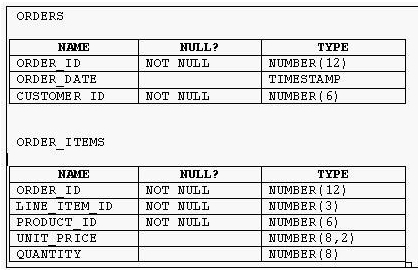 ORDERS
NAME NULL? TYPE
ORDER_ID NOT NULL NUMBER(12)
ORDER_DATE TIMESTAMP
CUSTOMER ID NOT NULL NUMBER(6)
ORDER_ITEMS
NAME NULL? TYPE
ORDER_ID NOT NULL NUMBER(12)
LINE_ITEM_ID NOT NULL NUMBER(3)
PRODUCT_ID NOT NULL NUMBER(6)
UNIT_PRICE NUMBER(8,2)
QUANTITY NUMBER(8)